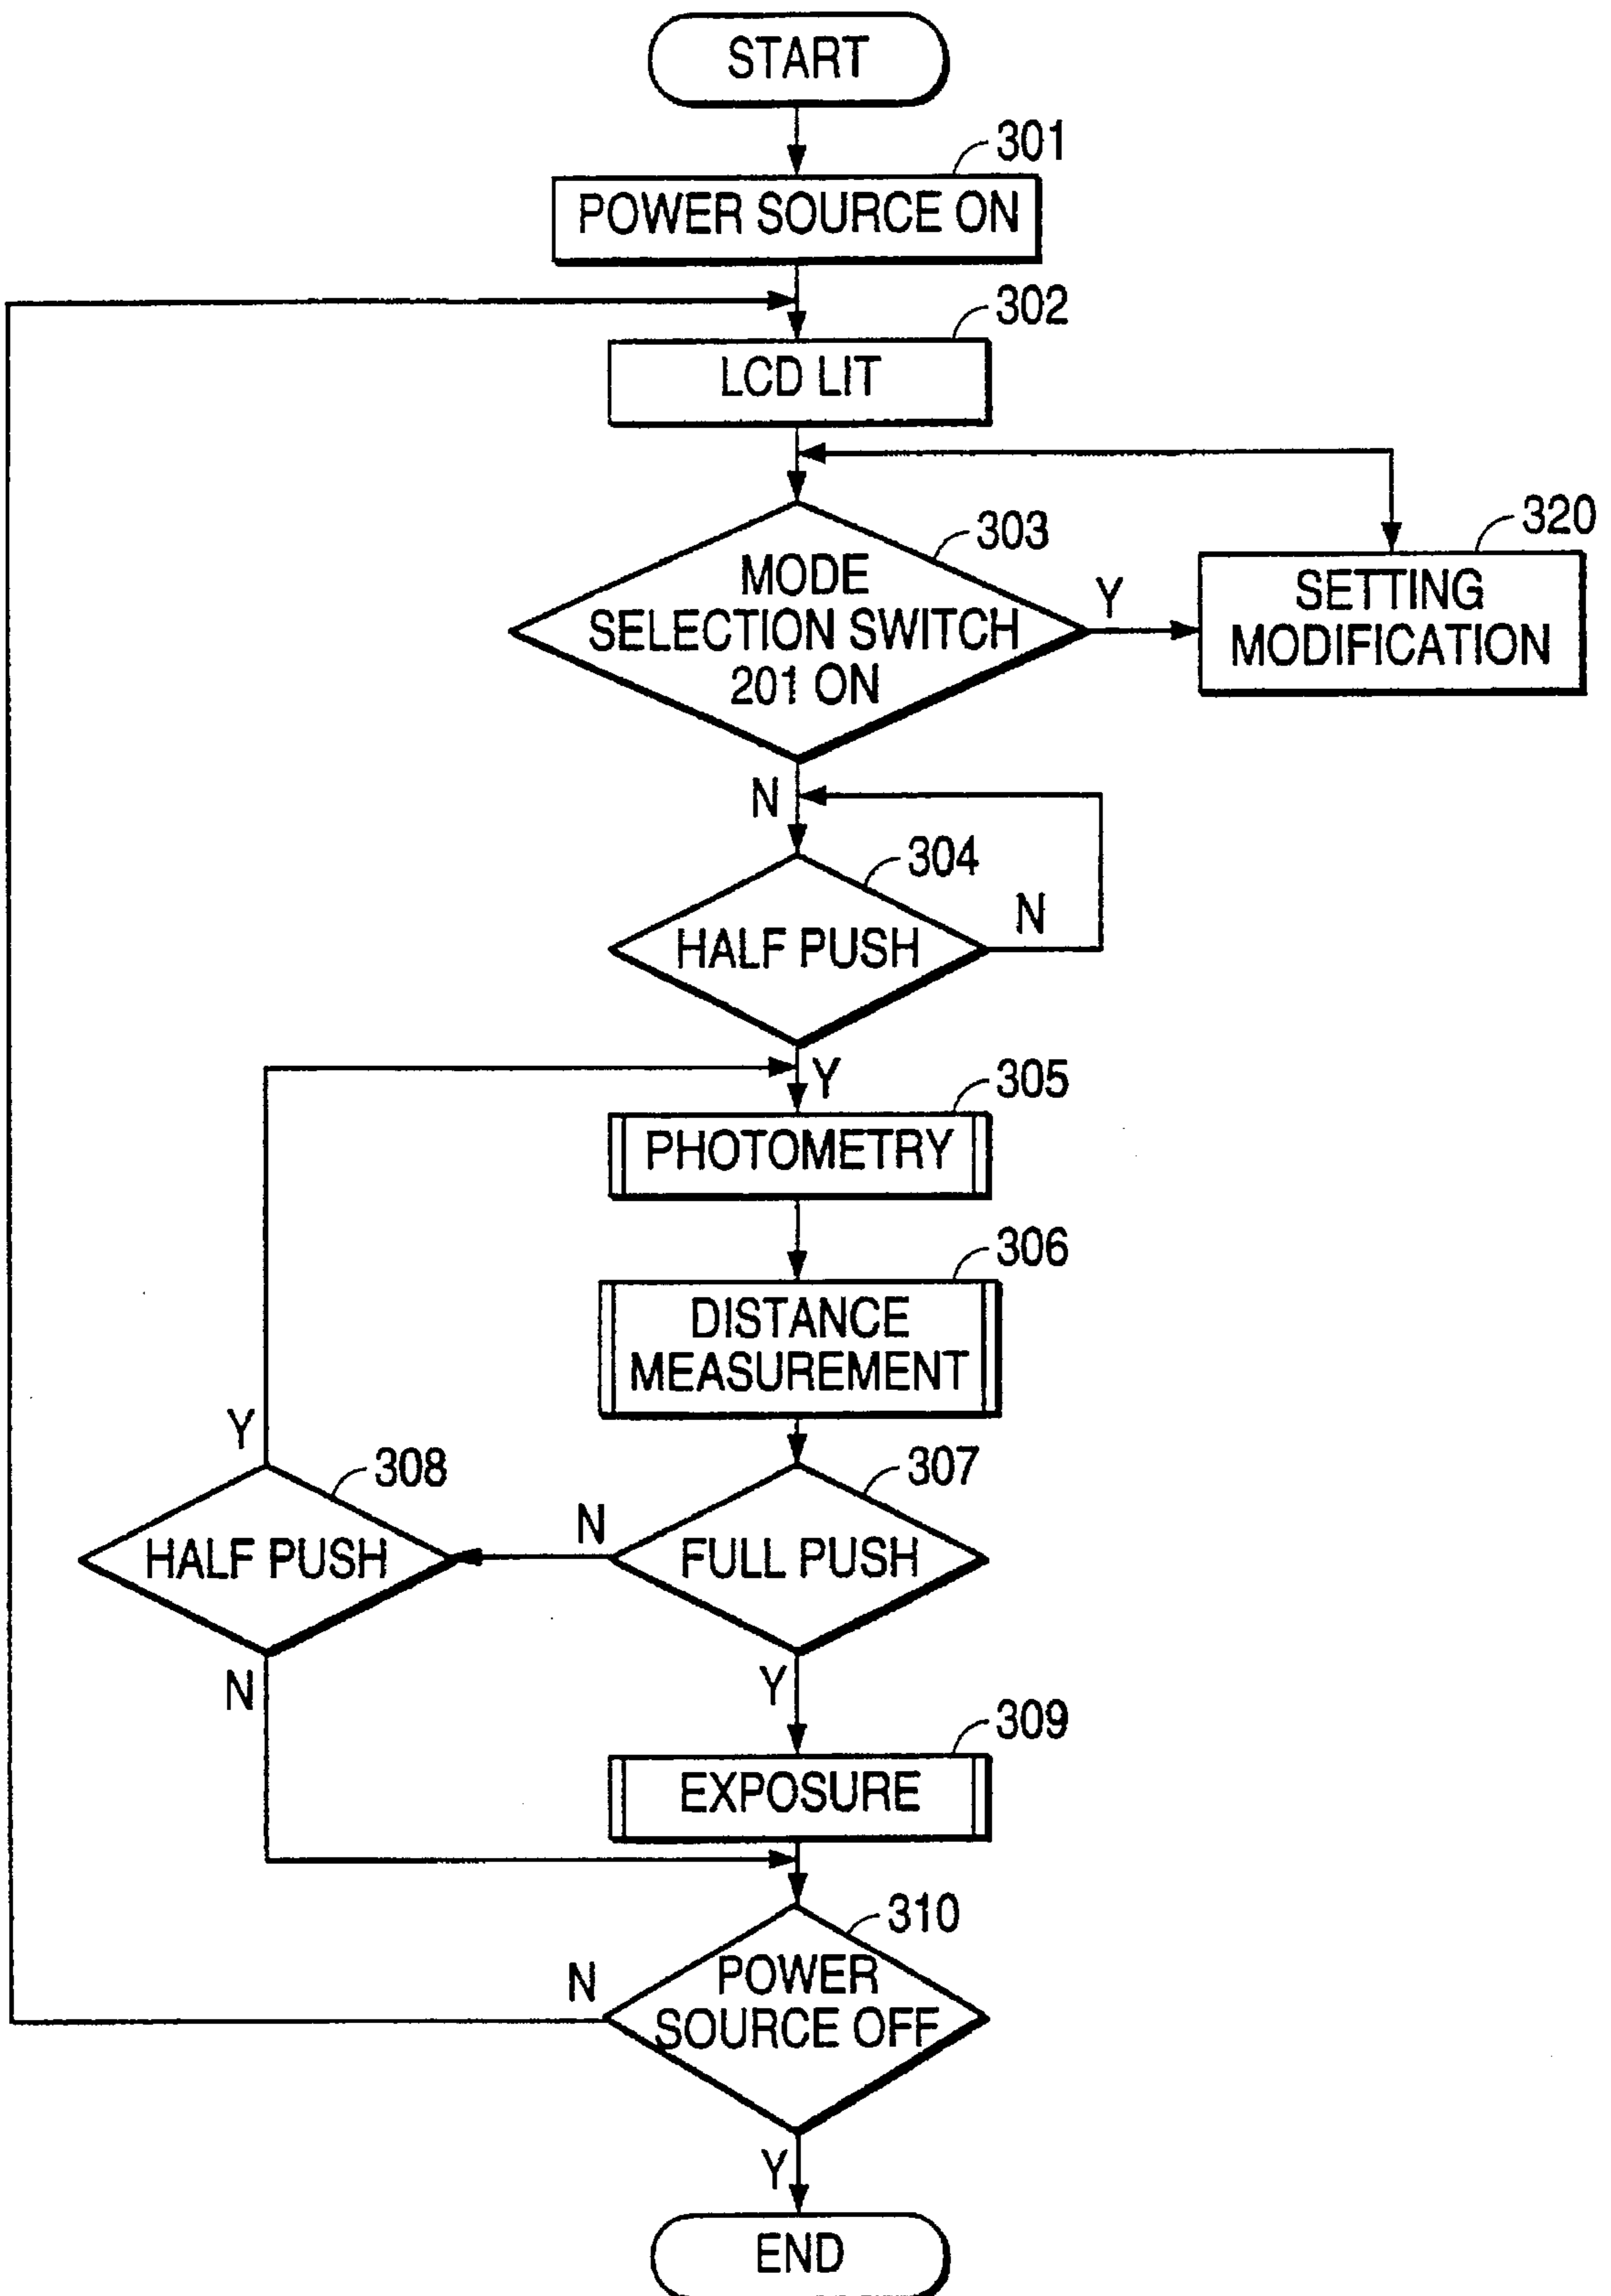 START
301
POWER SOURCE ON
302
LCD LIT
303
MODE
SELECTION SWITCH
201 ON
Y
320
SETTING
MODIFICATION
N
304
HALF PUSH
N
Y
305
PHOTOMETRY
306
DISTANCE
MEASUREMENT
Y
308
HALF PUSH
N
307
FULL PUSH
N
Y
309
EXPOSURE
310
N
POWER
SOURCE OFF
Y
END